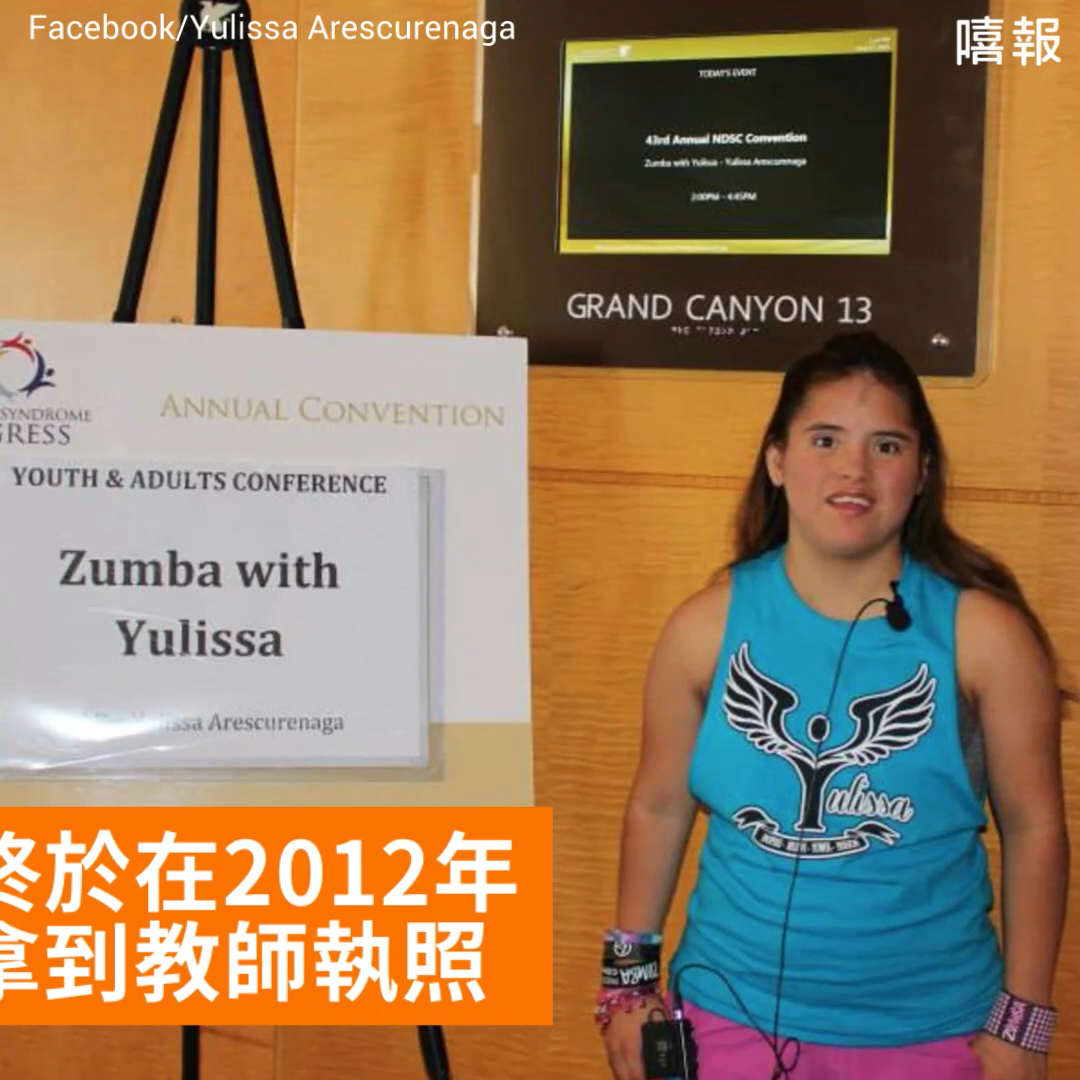 Facebook/Yulissa Arescurenaga
嘻報
TODAY'S EVENT
43rd Annual NDSC Convention
Zumba with Yulissa - Yulissa Arescurenaga
2:00PM - 4:45PM
GRAND CANYON 13
SYNDROME
GRESS
ANNUAL CONVENTION
YOUTH & ADULTS CONFERENCE
Zumba with
Yulissa
Arescurenaga
Yulissa
ZUMBA
ZUMBA
終於在2012年
拿到教師執照